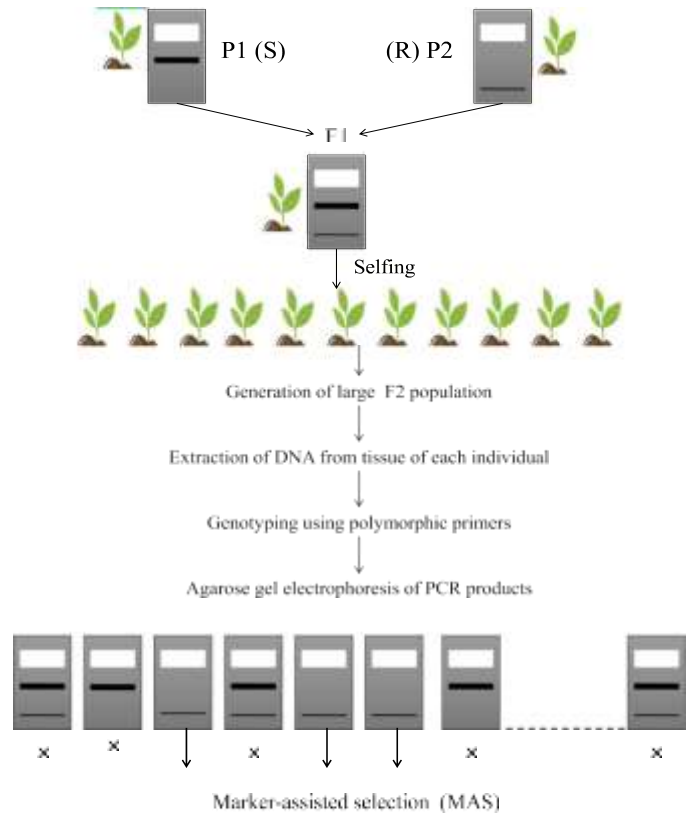 P1 (S)
(R) P2
F1
Selfing
Generation of large F2 population
Extraction of DNA from tissue of each individual
Genotyping using polymorphic primers
Agarose gel electrophoresis of PCR products
× × × × ×
Marker-assisted selection (MAS)